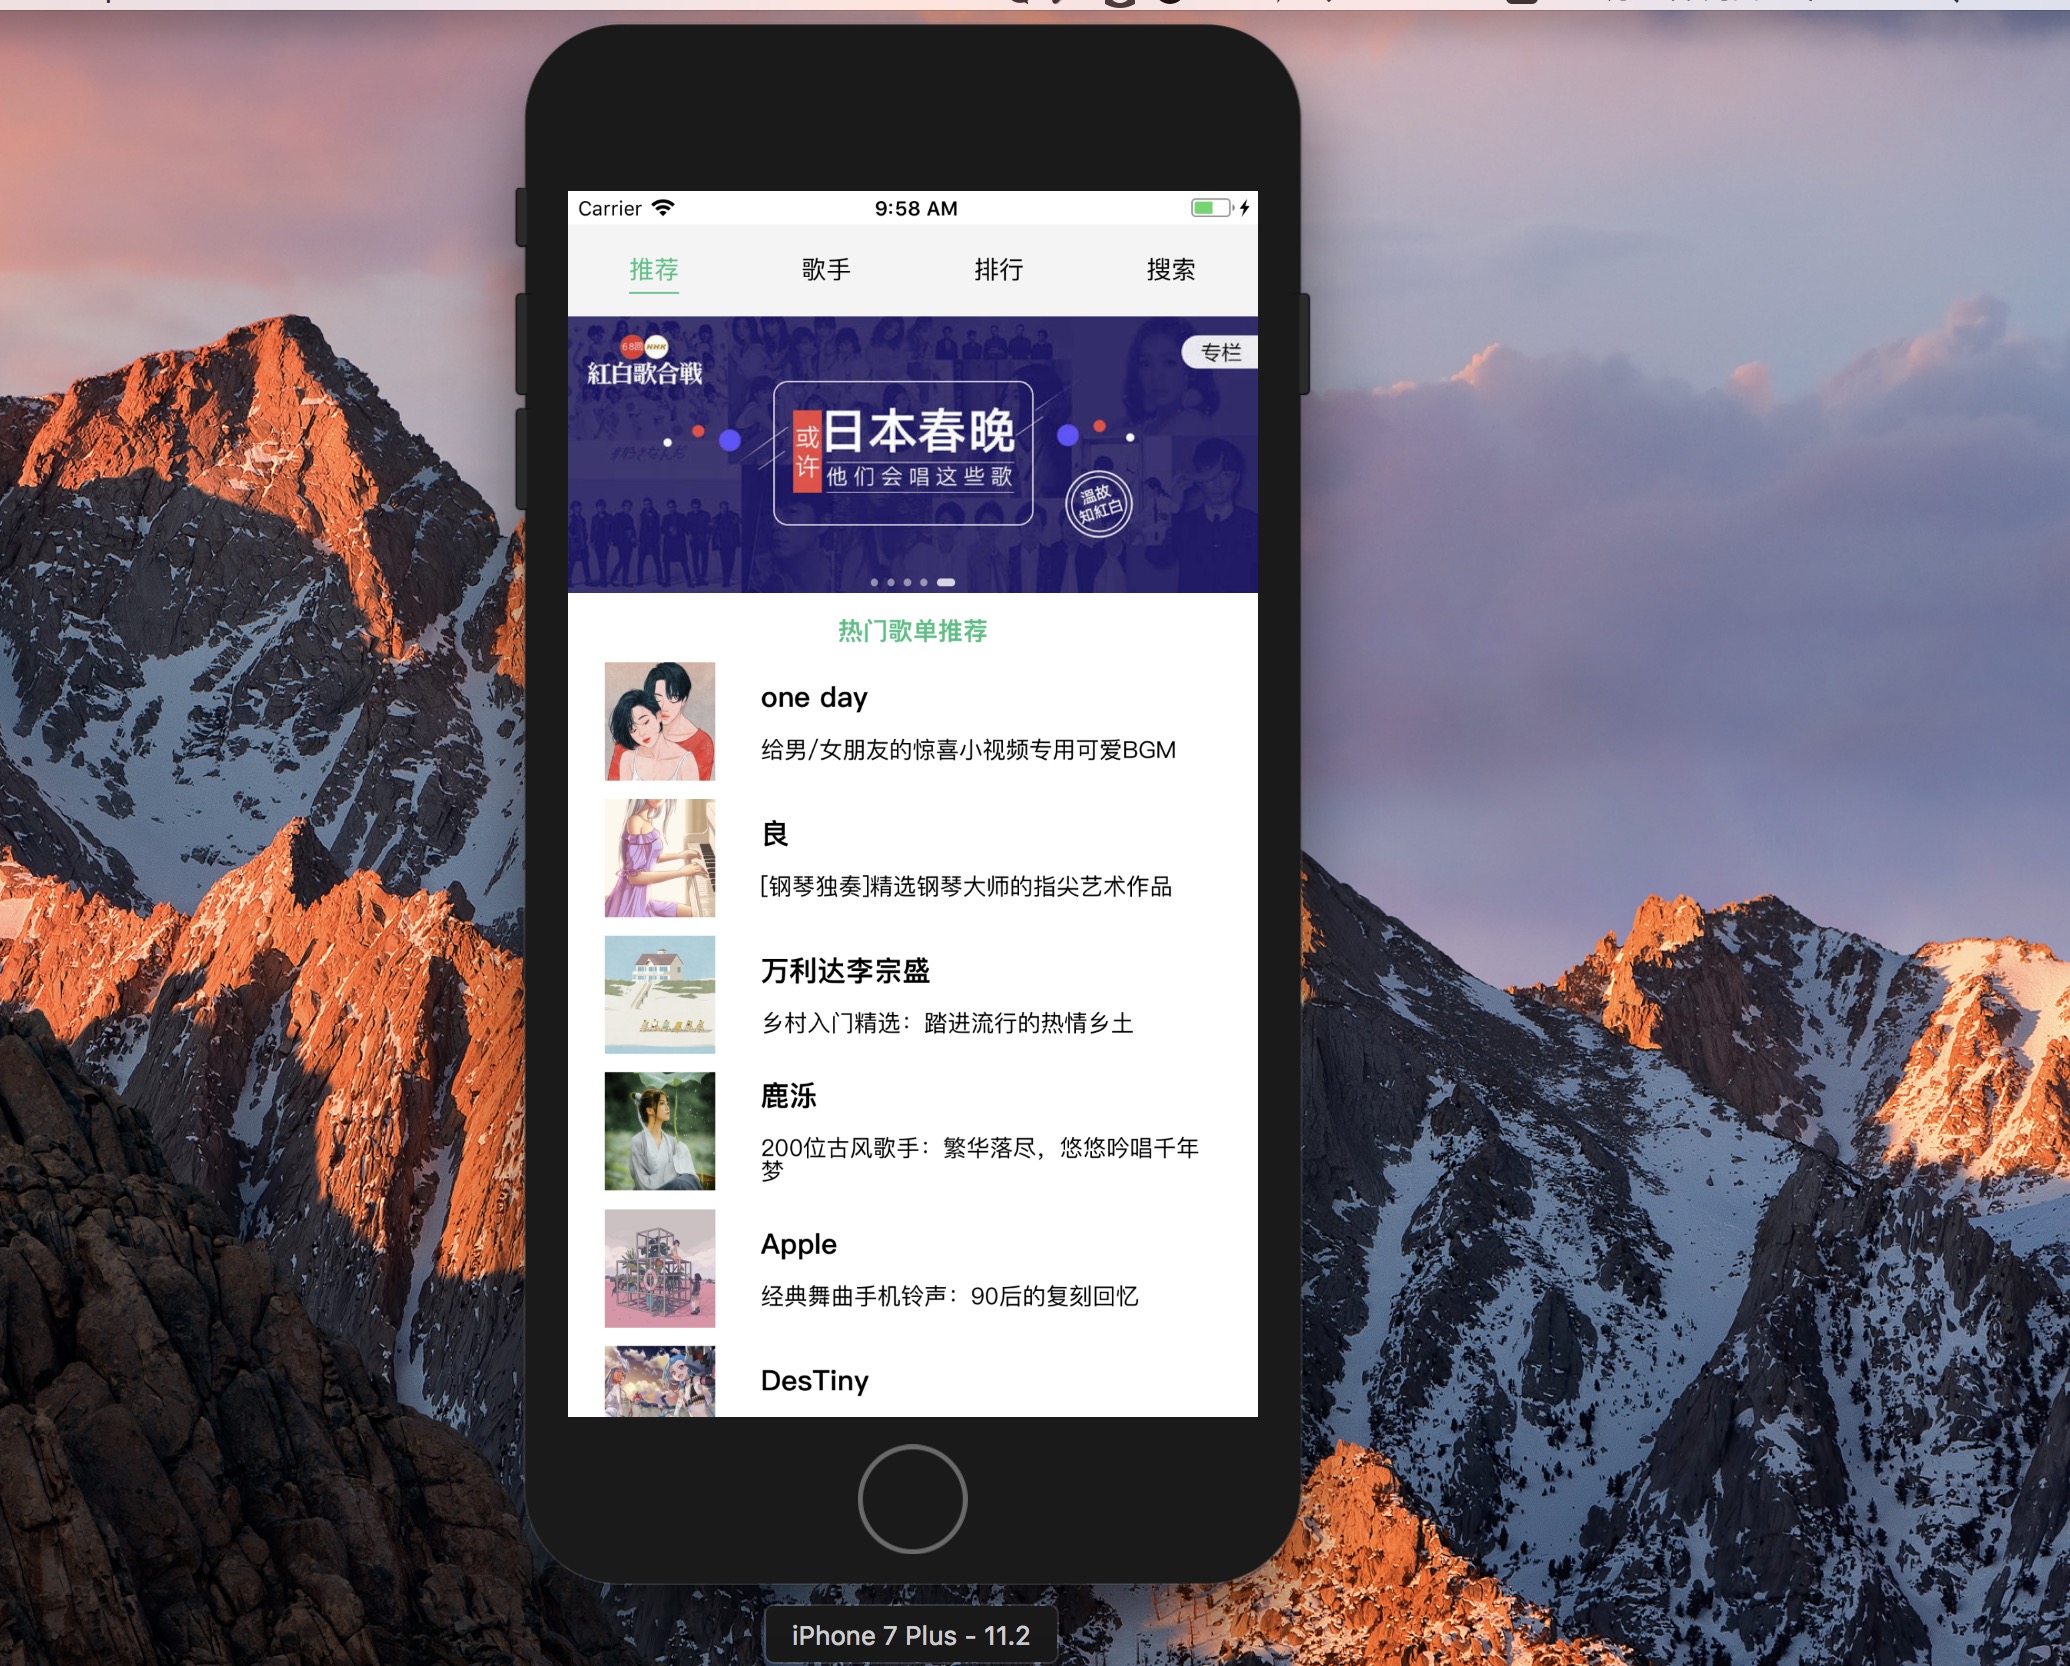 Carrier
9:58 AM
推荐
歌手
排行
搜索
68回 NHK
紅白歌合戦
专栏
或许
日本春晚
他们会唱这些歌
温故
知紅白
热门歌单推荐
one day
给男/女朋友的惊喜小视频专用可爱BGM
良
[钢琴独奏]精选钢琴大师的指尖艺术作品
万利达李宗盛
乡村入门精选：踏进流行的热情乡土
鹿泺
200位古风歌手：繁华落尽，悠悠吟唱千年
梦
Apple
经典舞曲手机铃声：90后的复刻回忆
DesTiny
iPhone 7 Plus - 11.2